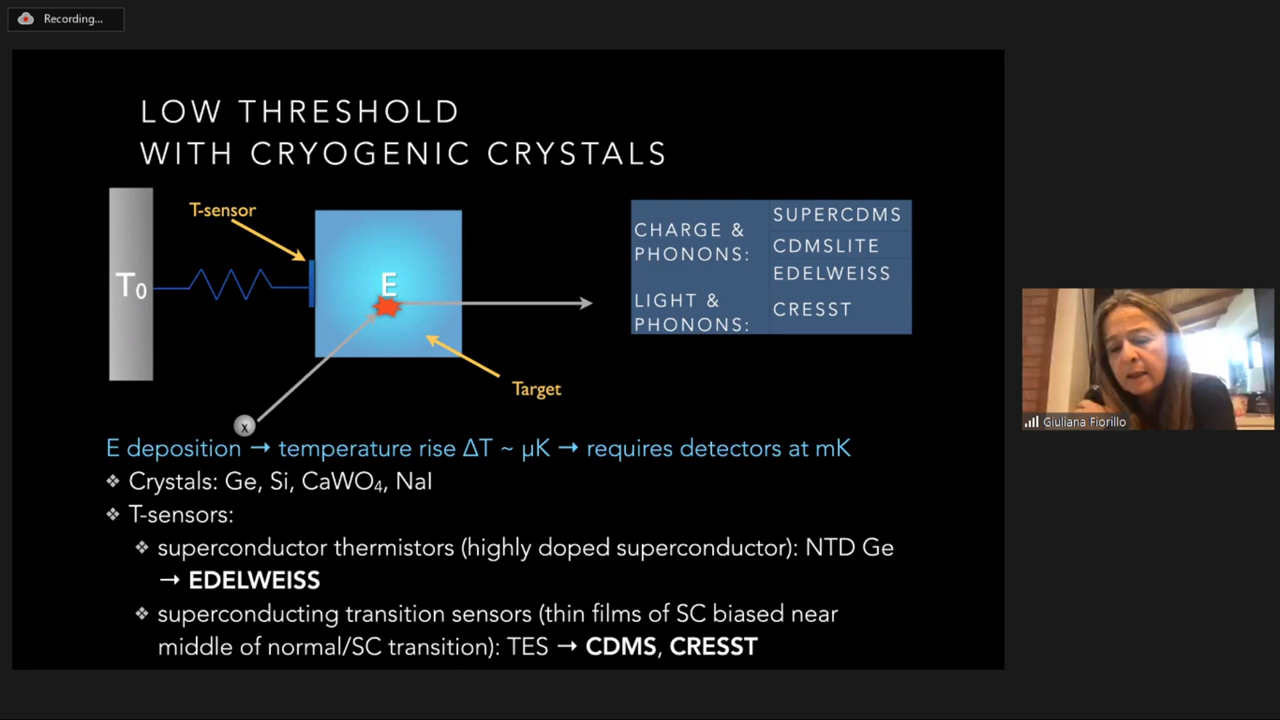 Recording...
LOW THRESHOLD
WITH CRYOGENIC CRYSTALS
T-sensor
T₀
E
Target
x
CHARGE &
PHONONS:
SUPERCDMS
CDMSLITE
EDELWEISS
LIGHT &
PHONONS:
CRESST
E deposition → temperature rise ΔT ~ μK → requires detectors at mK
❖ Crystals: Ge, Si, CaWO₄, NaI
❖ T-sensors:
❖ superconductor thermistors (highly doped superconductor): NTD Ge
→ EDELWEISS
❖ superconducting transition sensors (thin films of SC biased near
middle of normal/SC transition): TES → CDMS, CRESST
Giuliana Fiorillo